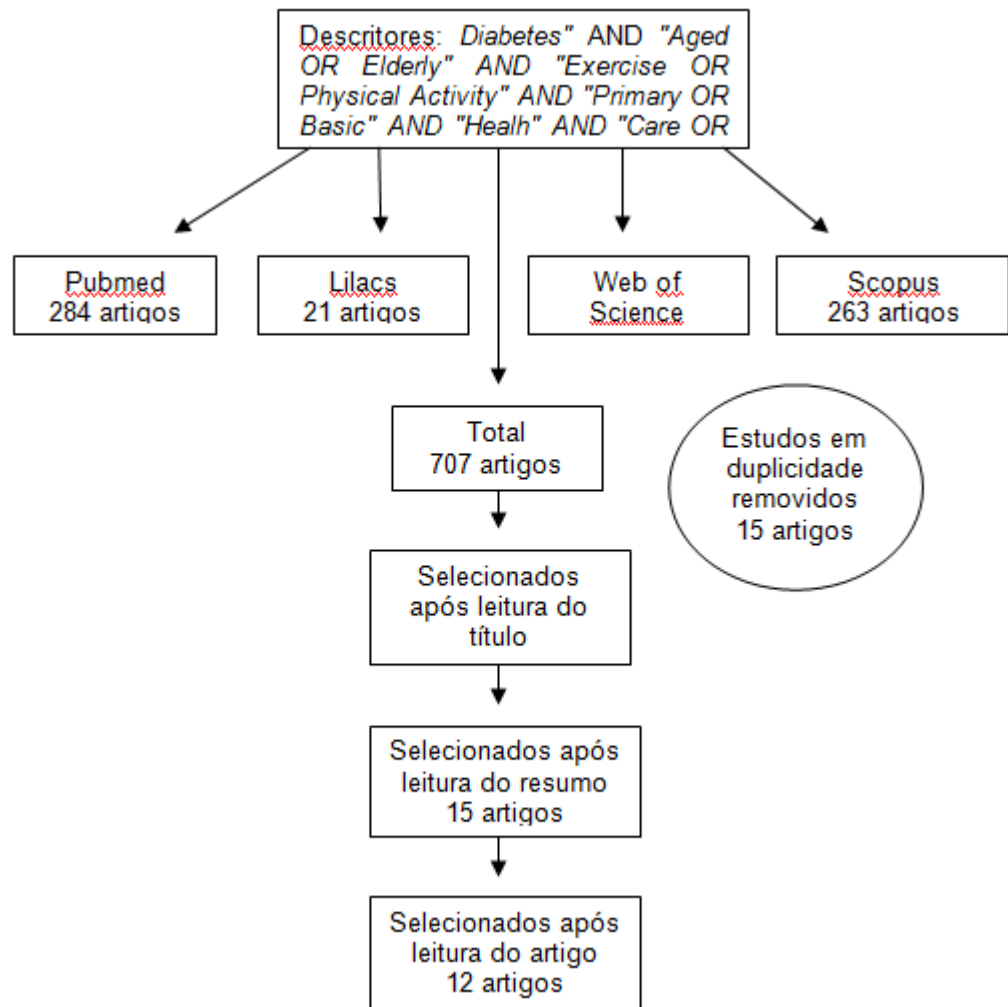 Descritores: Diabetes" AND "Aged
OR Elderly" AND "Exercise OR
Physical Activity" AND "Primary OR
Basic" AND "Healh" AND "Care OR
Pubmed
284 artigos
Lilacs
21 artigos
Web of
Science
Scopus
263 artigos
Total
707 artigos
Estudos em
duplicidade
removidos
15 artigos
Selecionados
após leitura do
título
Selecionados após
leitura do resumo
15 artigos
Selecionados após
leitura do artigo
12 artigos